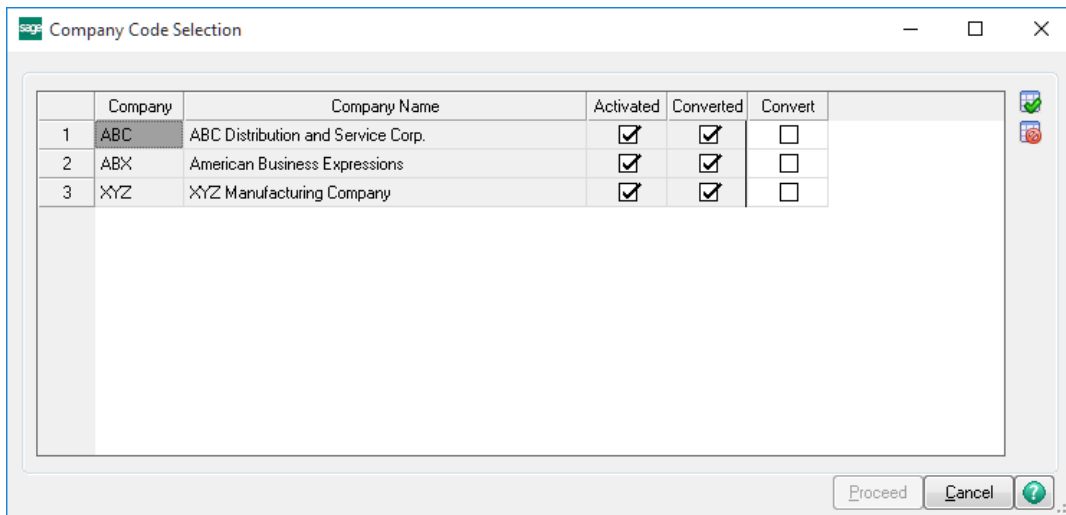 sage Company Code Selection
Company Company Name Activated Converted Convert
1 ABC ABC Distribution and Service Corp.
2 ABX American Business Expressions
3 XYZ XYZ Manufacturing Company
Proceed Cancel ?